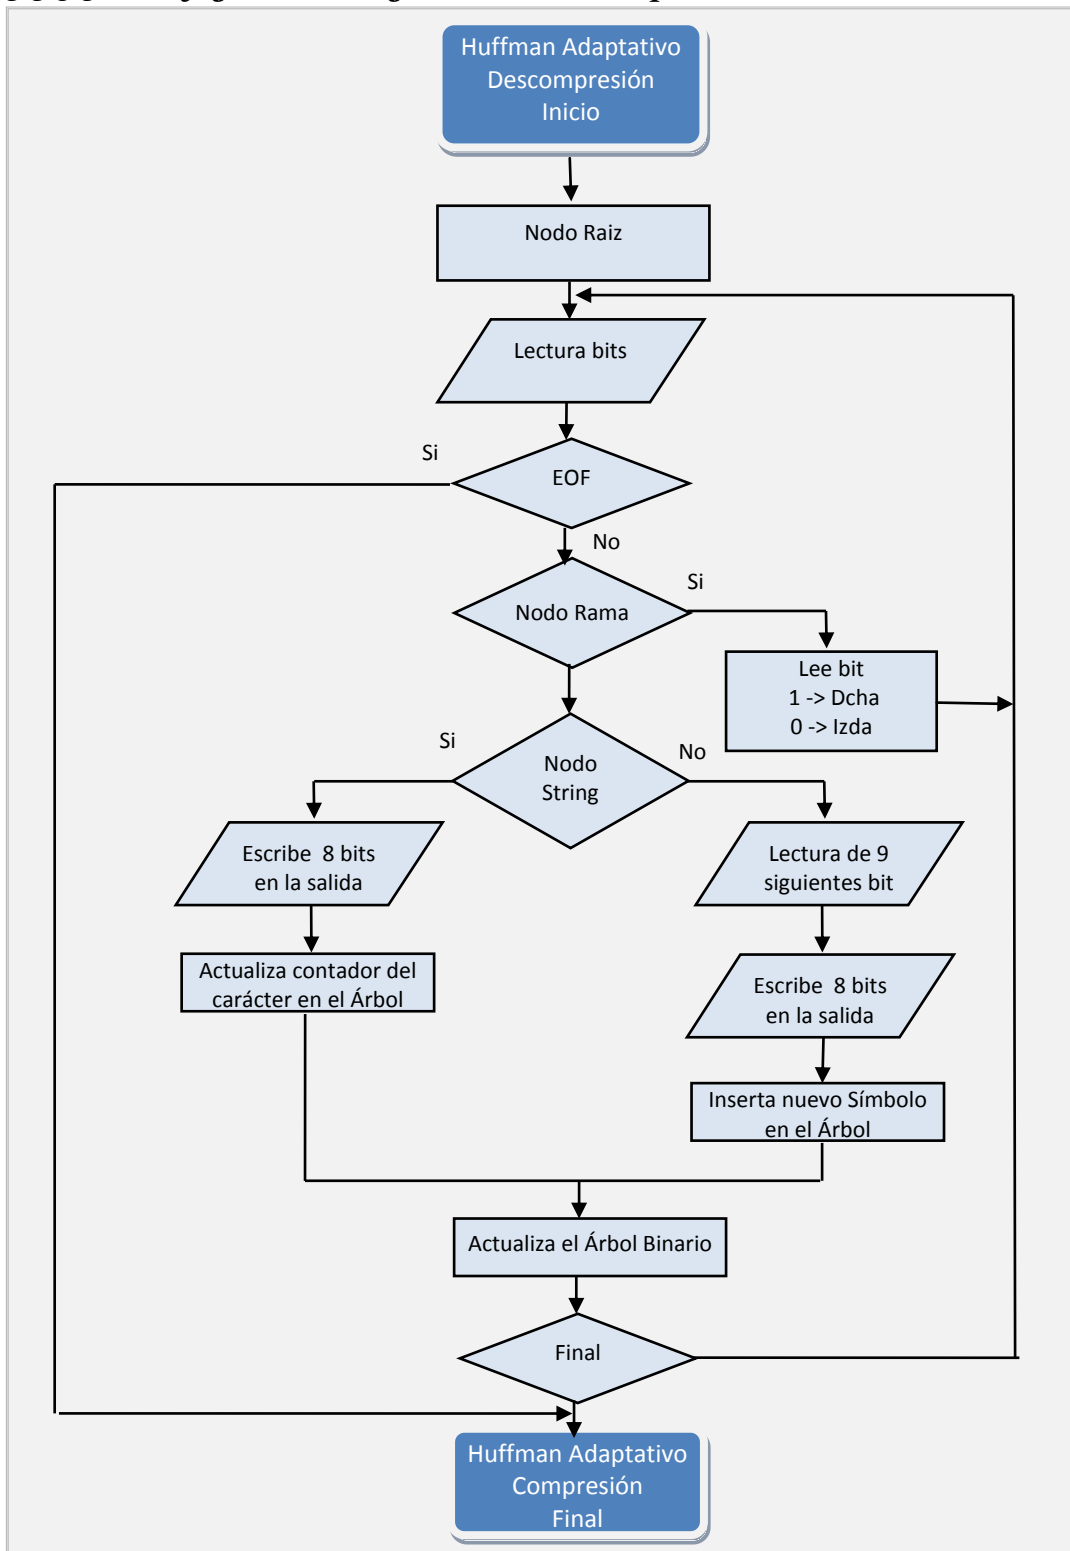 Huffman Adaptativo
Descompresión
Inicio
Nodo Raiz
Lectura bits
Si
EOF
No
Si
Nodo Rama
Lee bit
1 -> Dcha
0 -> Izda
Si
No
Nodo
String
Escribe 8 bits
en la salida
Lectura de 9
siguientes bit
Actualiza contador del
carácter en el Árbol
Escribe 8 bits
en la salida
Inserta nuevo Símbolo
en el Árbol
Actualiza el Árbol Binario
Final
Huffman Adaptativo
Compresión
Final